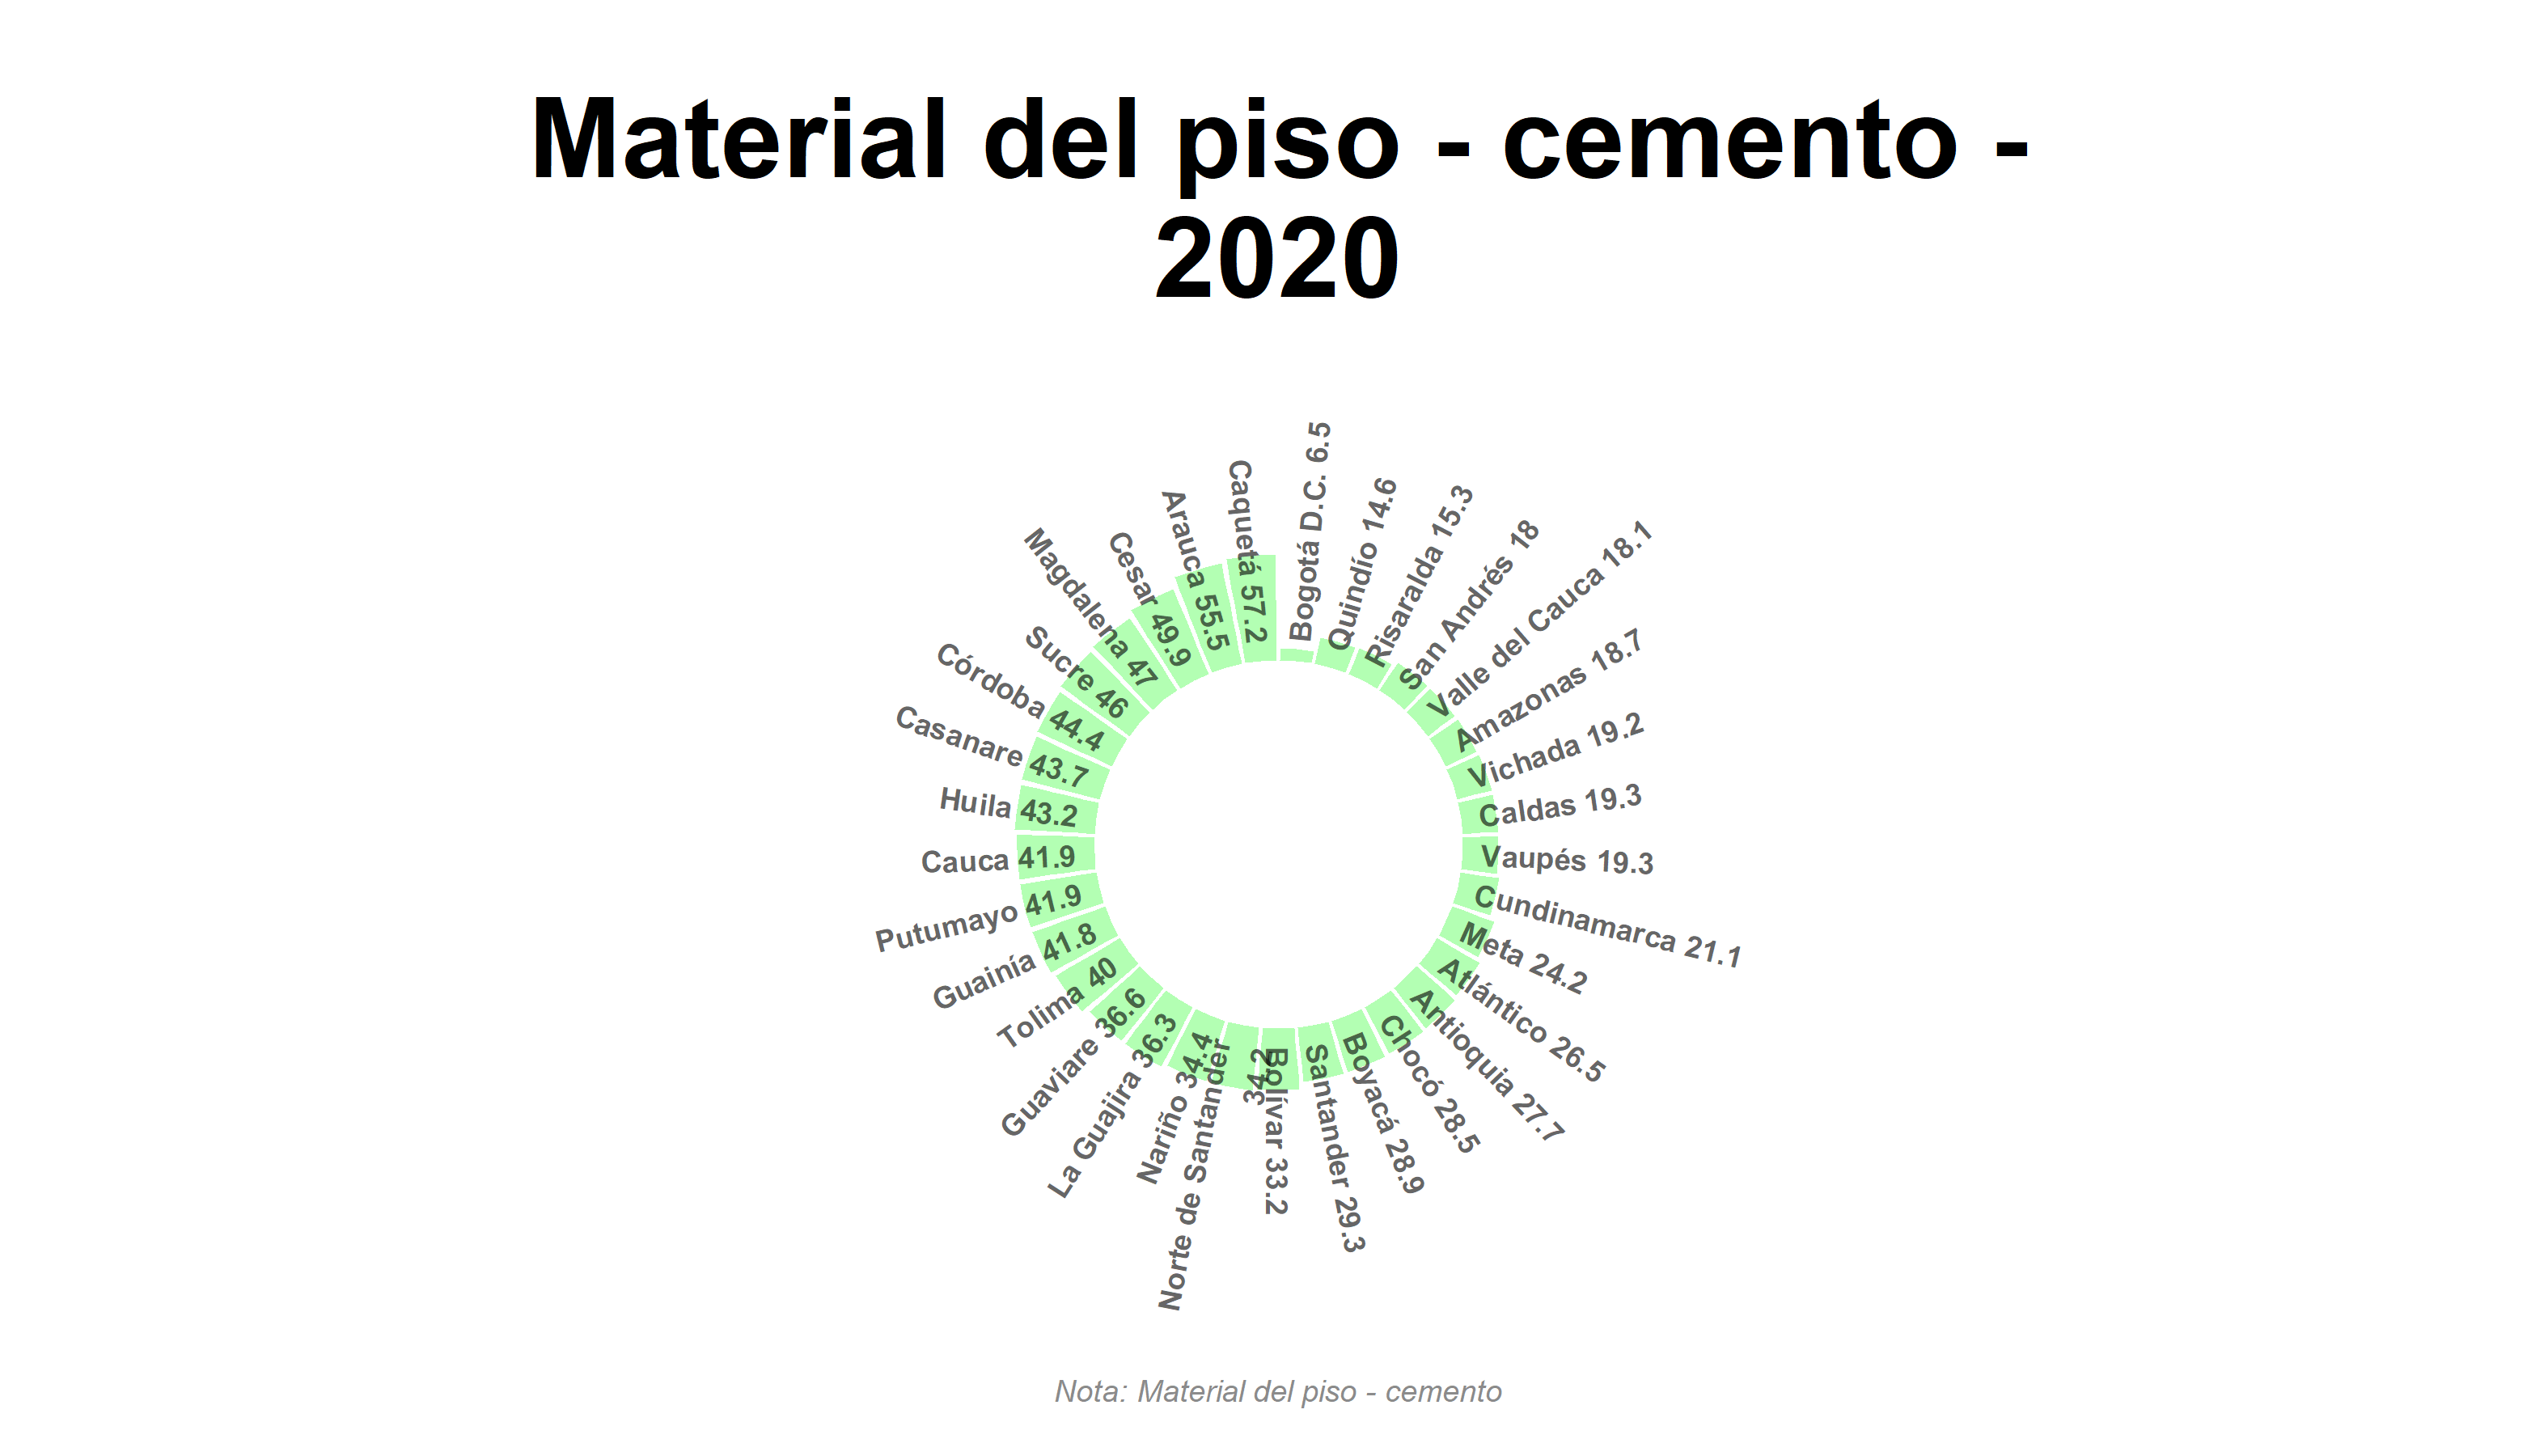 Material del piso - cemento -
2020
Bogotá D.C. 6.5
Quindío 14.6
Risaralda 15.3
San Andrés 18
Valle del Cauca 18.1
Amazonas 18.7
Vichada 19.2
Caldas 19.3
Vaupés 19.3
Cundinamarca 21.1
Meta 24.2
Atlántico 26.5
Antioquia 27.7
Chocó 28.5
Boyacá 28.9
Santander 29.3
Bolívar 33.2
Norte de Santander
34.2
Nariño 34.4
La Guajira 36.3
Guaviare 36.6
Tolima 40
Guainía 41.8
Putumayo 41.9
Cauca 41.9
Huila 43.2
Casanare 43.7
Córdoba 44.4
Sucre 46
Magdalena 47
Cesar 49.9
Arauca 55.5
Caquetá 57.2
Nota: Material del piso - cemento